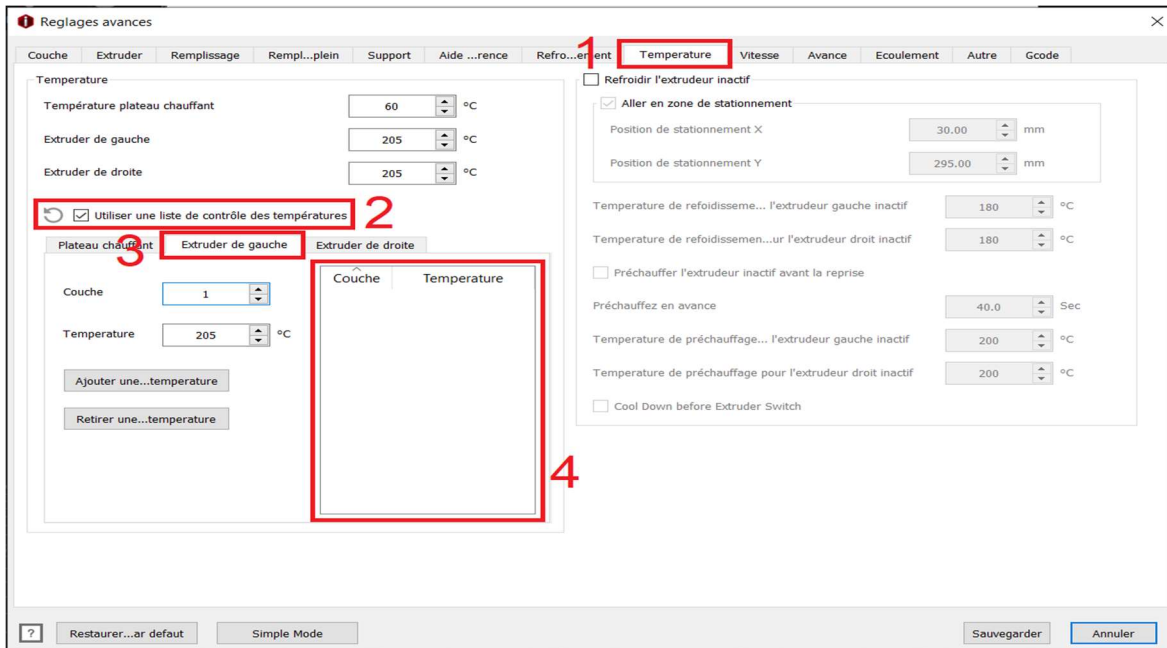 Reglages avances
Couche Extruder Remplissage Rempl...plein Support Aide ...rence Refro...ement 1 Temperature Vitesse Avance Ecoulement Autre Gcode
Temperature
Température plateau chauffant 60 °C
Extruder de gauche 205 °C
Extruder de droite 205 °C
Utiliser une liste de contrôle des températures 2
Plateau chauffant 3 Extruder de gauche Extruder de droite
Couche 1
Temperature 205 °C
Ajouter une...temperature
Retirer une...temperature
Couche Temperature
4
Refroidir l'extrudeur inactif
Aller en zone de stationnement
Position de stationnement X 30.00 mm
Position de stationnement Y 295.00 mm
Temperature de refoidisseme... l'extrudeur gauche inactif 180 °C
Temperature de refoidissemen...ur l'extrudeur droit inactif 180 °C
Préchauffer l'extrudeur inactif avant la reprise
Préchauffez en avance 40.0 Sec
Temperature de préchauffage... l'extrudeur gauche inactif 200 °C
Temperature de préchauffage pour l'extrudeur droit inactif 200 °C
Cool Down before Extruder Switch
? Restaurer...ar defaut Simple Mode Sauvegarder Annuler